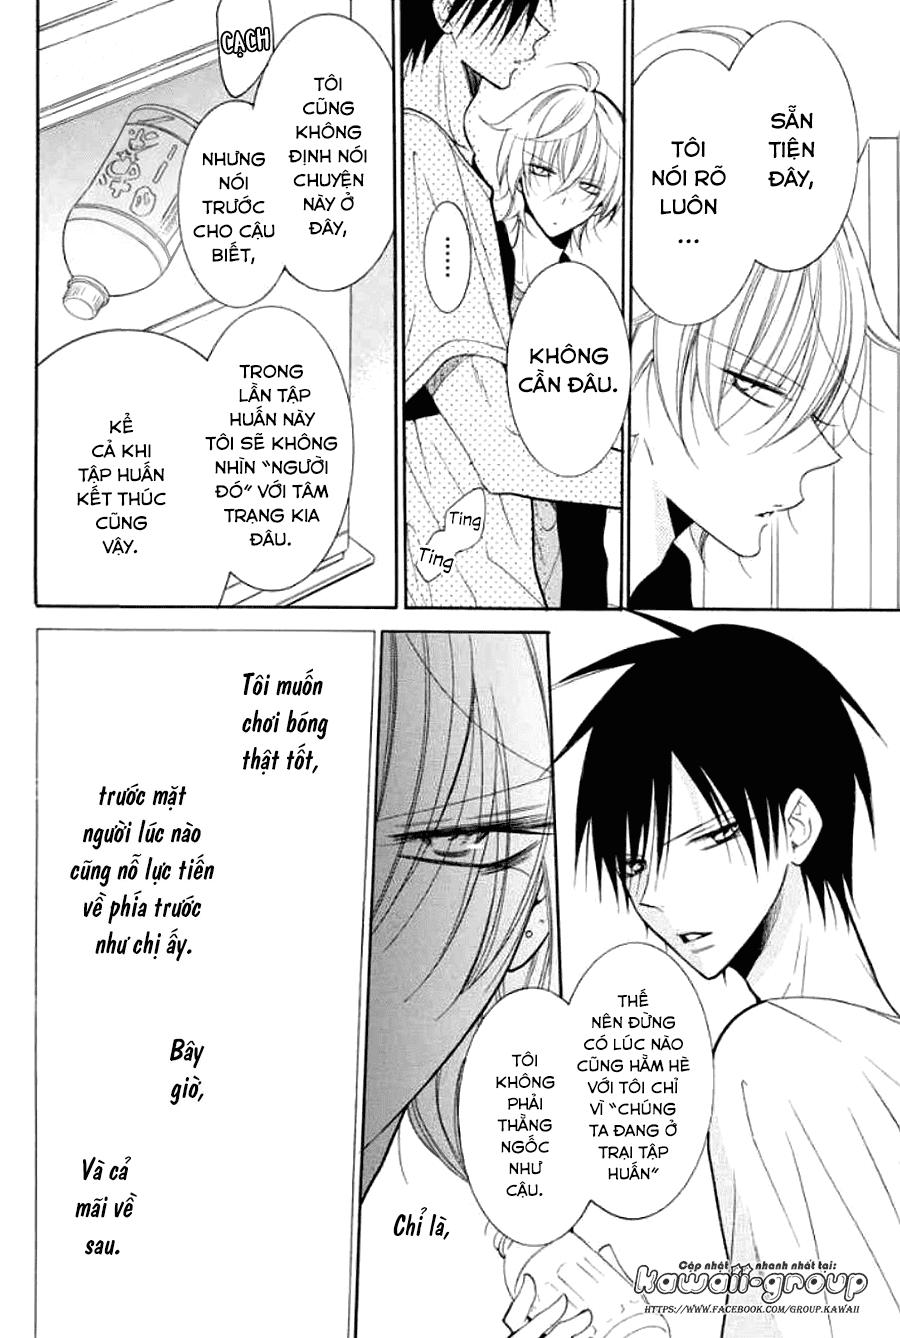 SẴN
TIỆN
ĐÂY,
TÔI
NÓI RÕ
LUÔN
...
.......
KHÔNG
CẦN ĐÂU.
Ting
Ting
CẠCH
TÔI
CŨNG
KHÔNG
ĐỊNH NÓI
CHUYỆN
NÀY Ở
ĐÂY,
NHƯNG
NÓI
TRƯỚC
CHO CẬU
BIẾT,
TRONG
LẦN TẬP
HUẤN NÀY
TÔI SẼ KHÔNG
NHÌN "NGƯỜI
ĐÓ" VỚI TÂM
TRẠNG KIA
ĐÂU.
KỂ
CẢ KHI
TẬP HUẤN
KẾT THÚC
CŨNG
VẬY.
THẾ
NÊN ĐỪNG
CÓ LÚC NÀO
CŨNG HẰM HÈ
VỚI TÔI CHỈ
VÌ "CHÚNG
TA ĐANG Ở
TRẠI TẬP
HUẤN"
TÔI
KHÔNG
PHẢI
THẰNG
NGỐC
NHƯ
CẬU.
Chỉ là,
Tôi muốn
chơi bóng
thật tốt,
trước mặt
người lúc nào
cũng nỗ lực tiến
về phía trước
như chị ấy.
Bây
giờ,
Và cả
mãi về
sau.
Cập nhật nhanh nhất tại:
kawaii-group
HTTPS://WWW.FACEBOOK.COM/GROUP.KAWAII